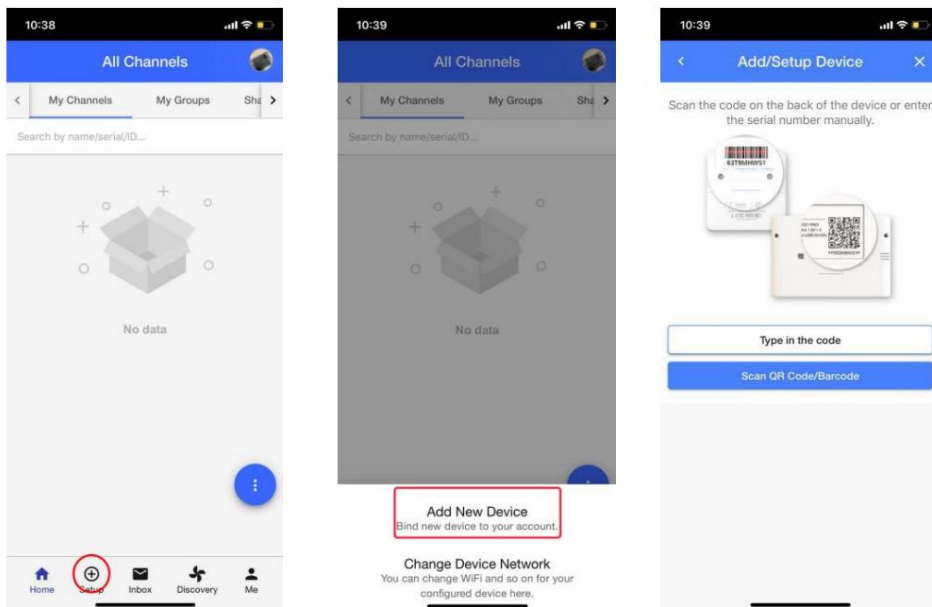 10:38
All Channels
My Channels
My Groups
Sha
Search by name/serial/ID...
No data
Home
Setup
Inbox
Discovery
Me
10:39
All Channels
My Channels
My Groups
Sha
Search by name/serial/ID...
No data
Add New Device
Bind new device to your account.
Change Device Network
You can change WiFi and so on for your
configured device here.
10:39
Add/Setup Device
Scan the code on the back of the device or enter
the serial number manually.
63T9MHWS1
Type in the code
Scan QR Code/Barcode